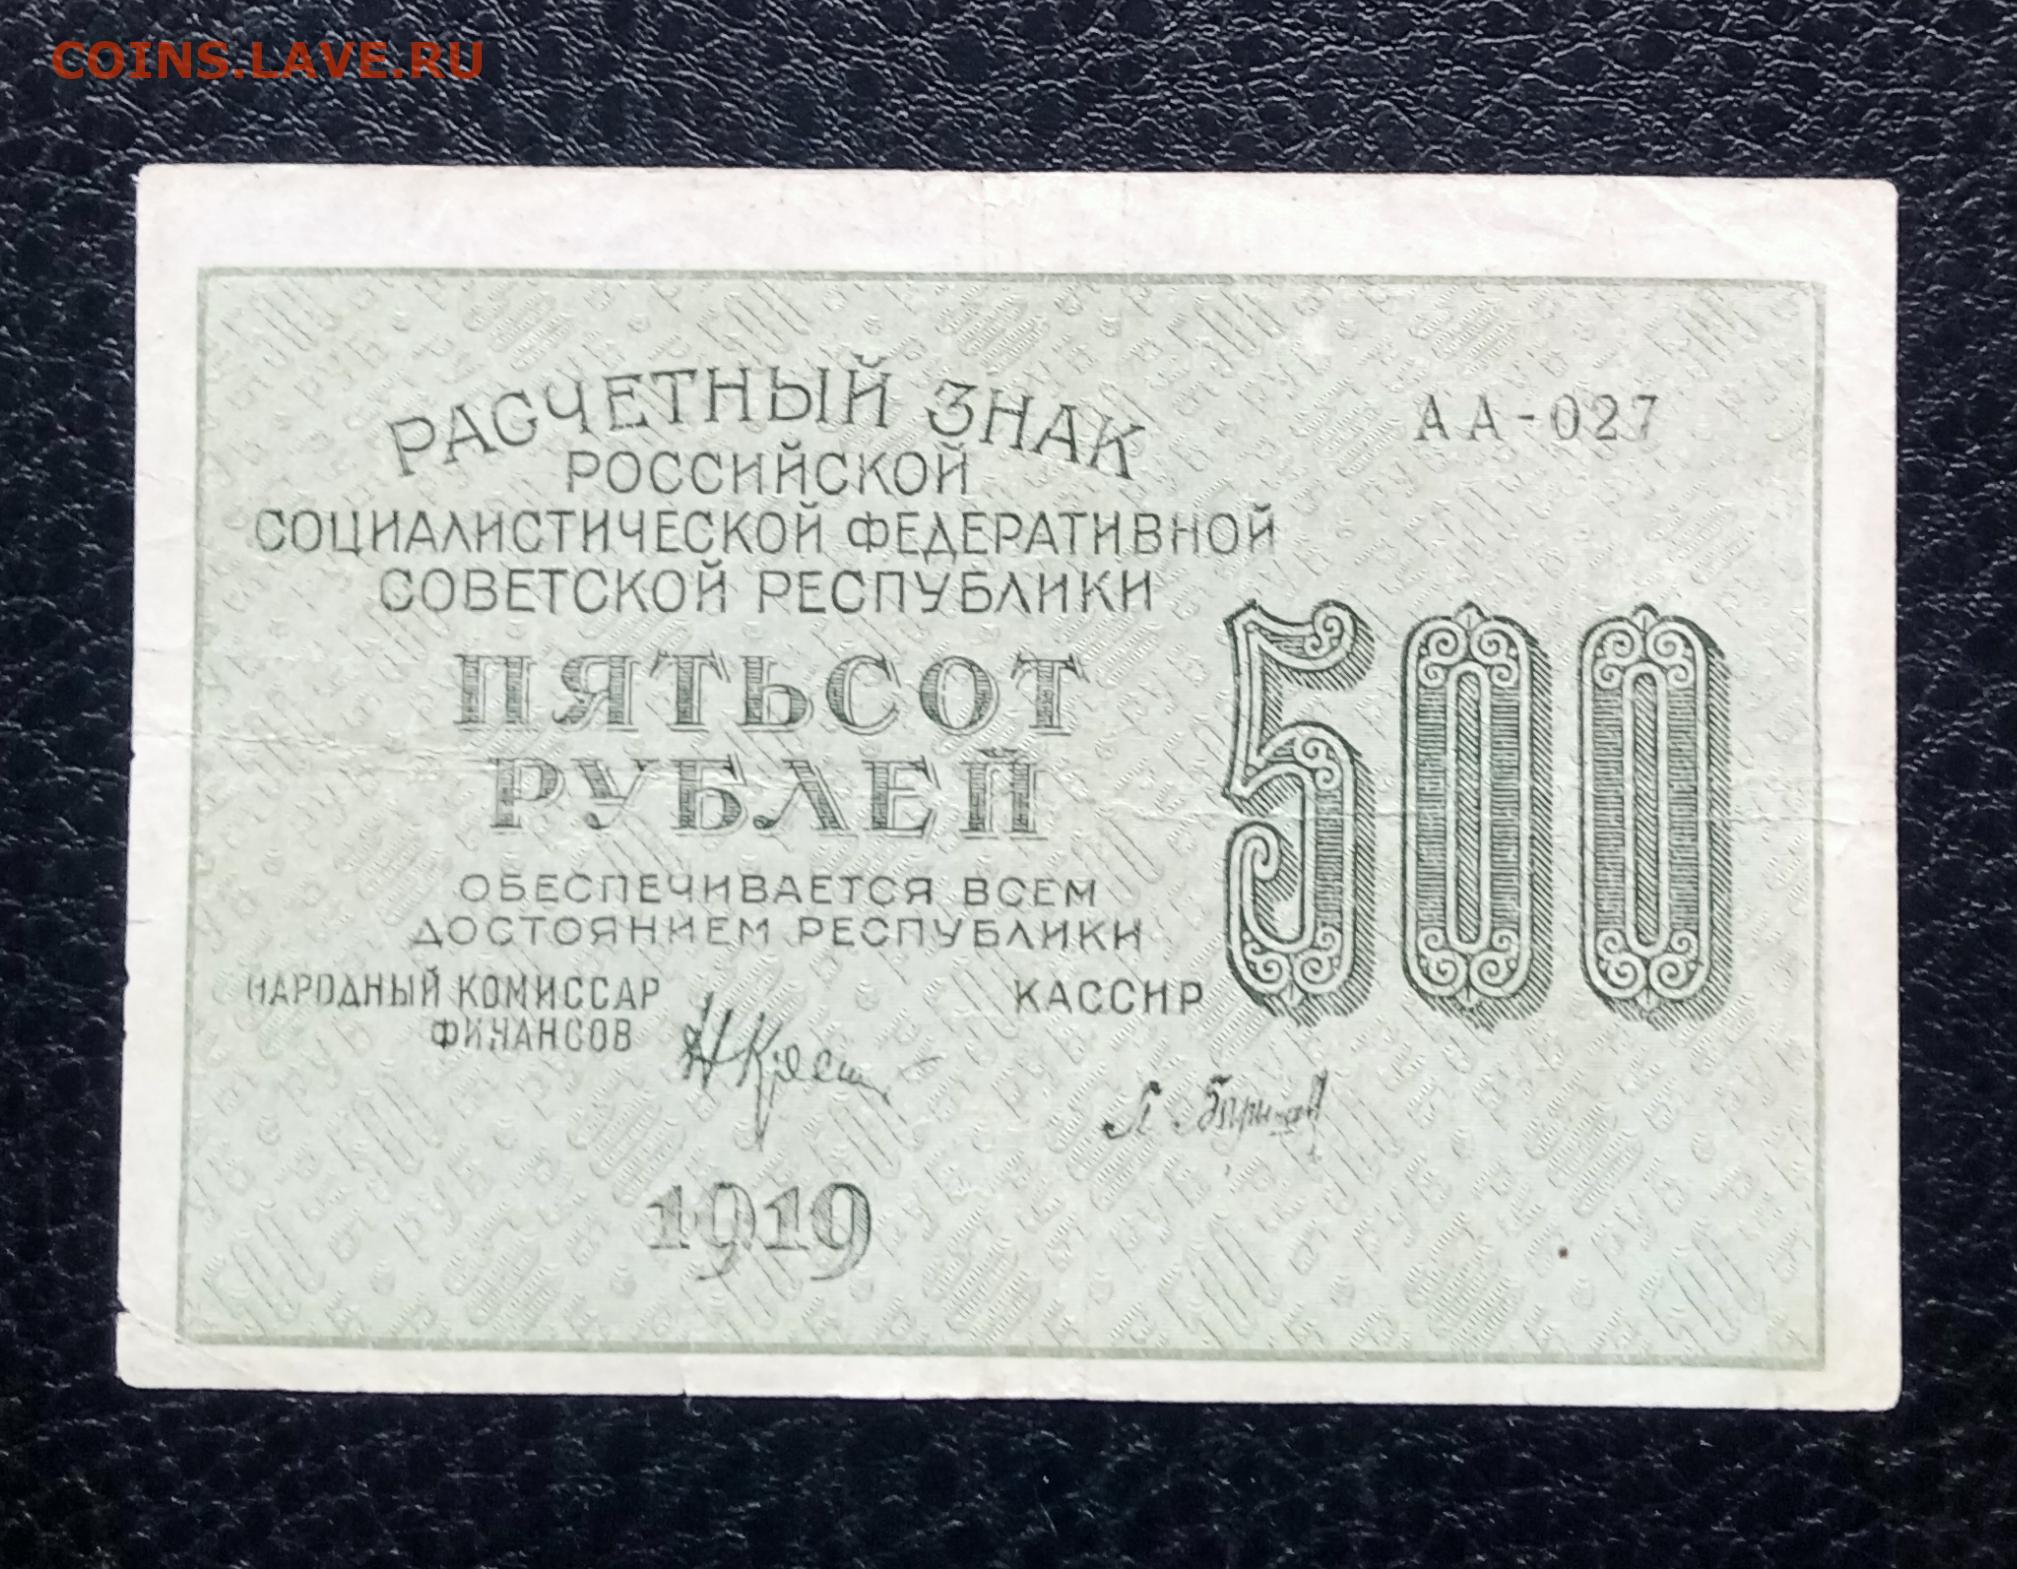 COINS.LAVE.RU
РАСЧЕТНЫЙ ЗНАК
АА-027
РОССИЙСКОЙ
СОЦИАЛИСТИЧЕСКОЙ ФЕДЕРАТИВНОЙ
СОВЕТСКОЙ РЕСПУБЛИКИ
ПЯТЬСОТ
РУБЛЕЙ
500
ОБЕСПЕЧИВАЕТСЯ ВСЕМ
ДОСТОЯНИЕМ РЕСПУБЛИКИ
НАРОДНЫЙ КОМИССАР
ФИНАНСОВ
КАССИР
1919